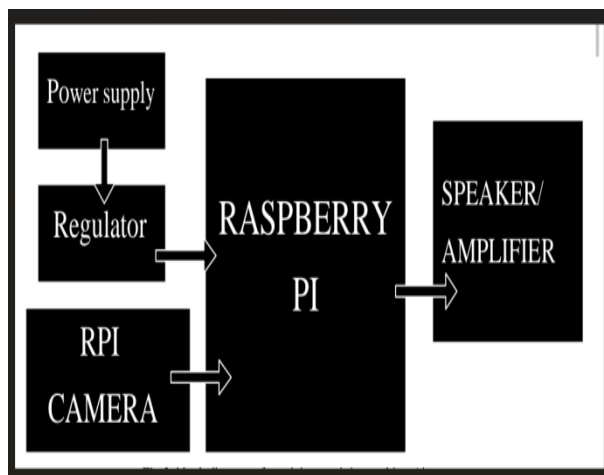 Power supply
Regulator
RPI
CAMERA
RASPBERRY
PI
SPEAKER/
AMPLIFIER